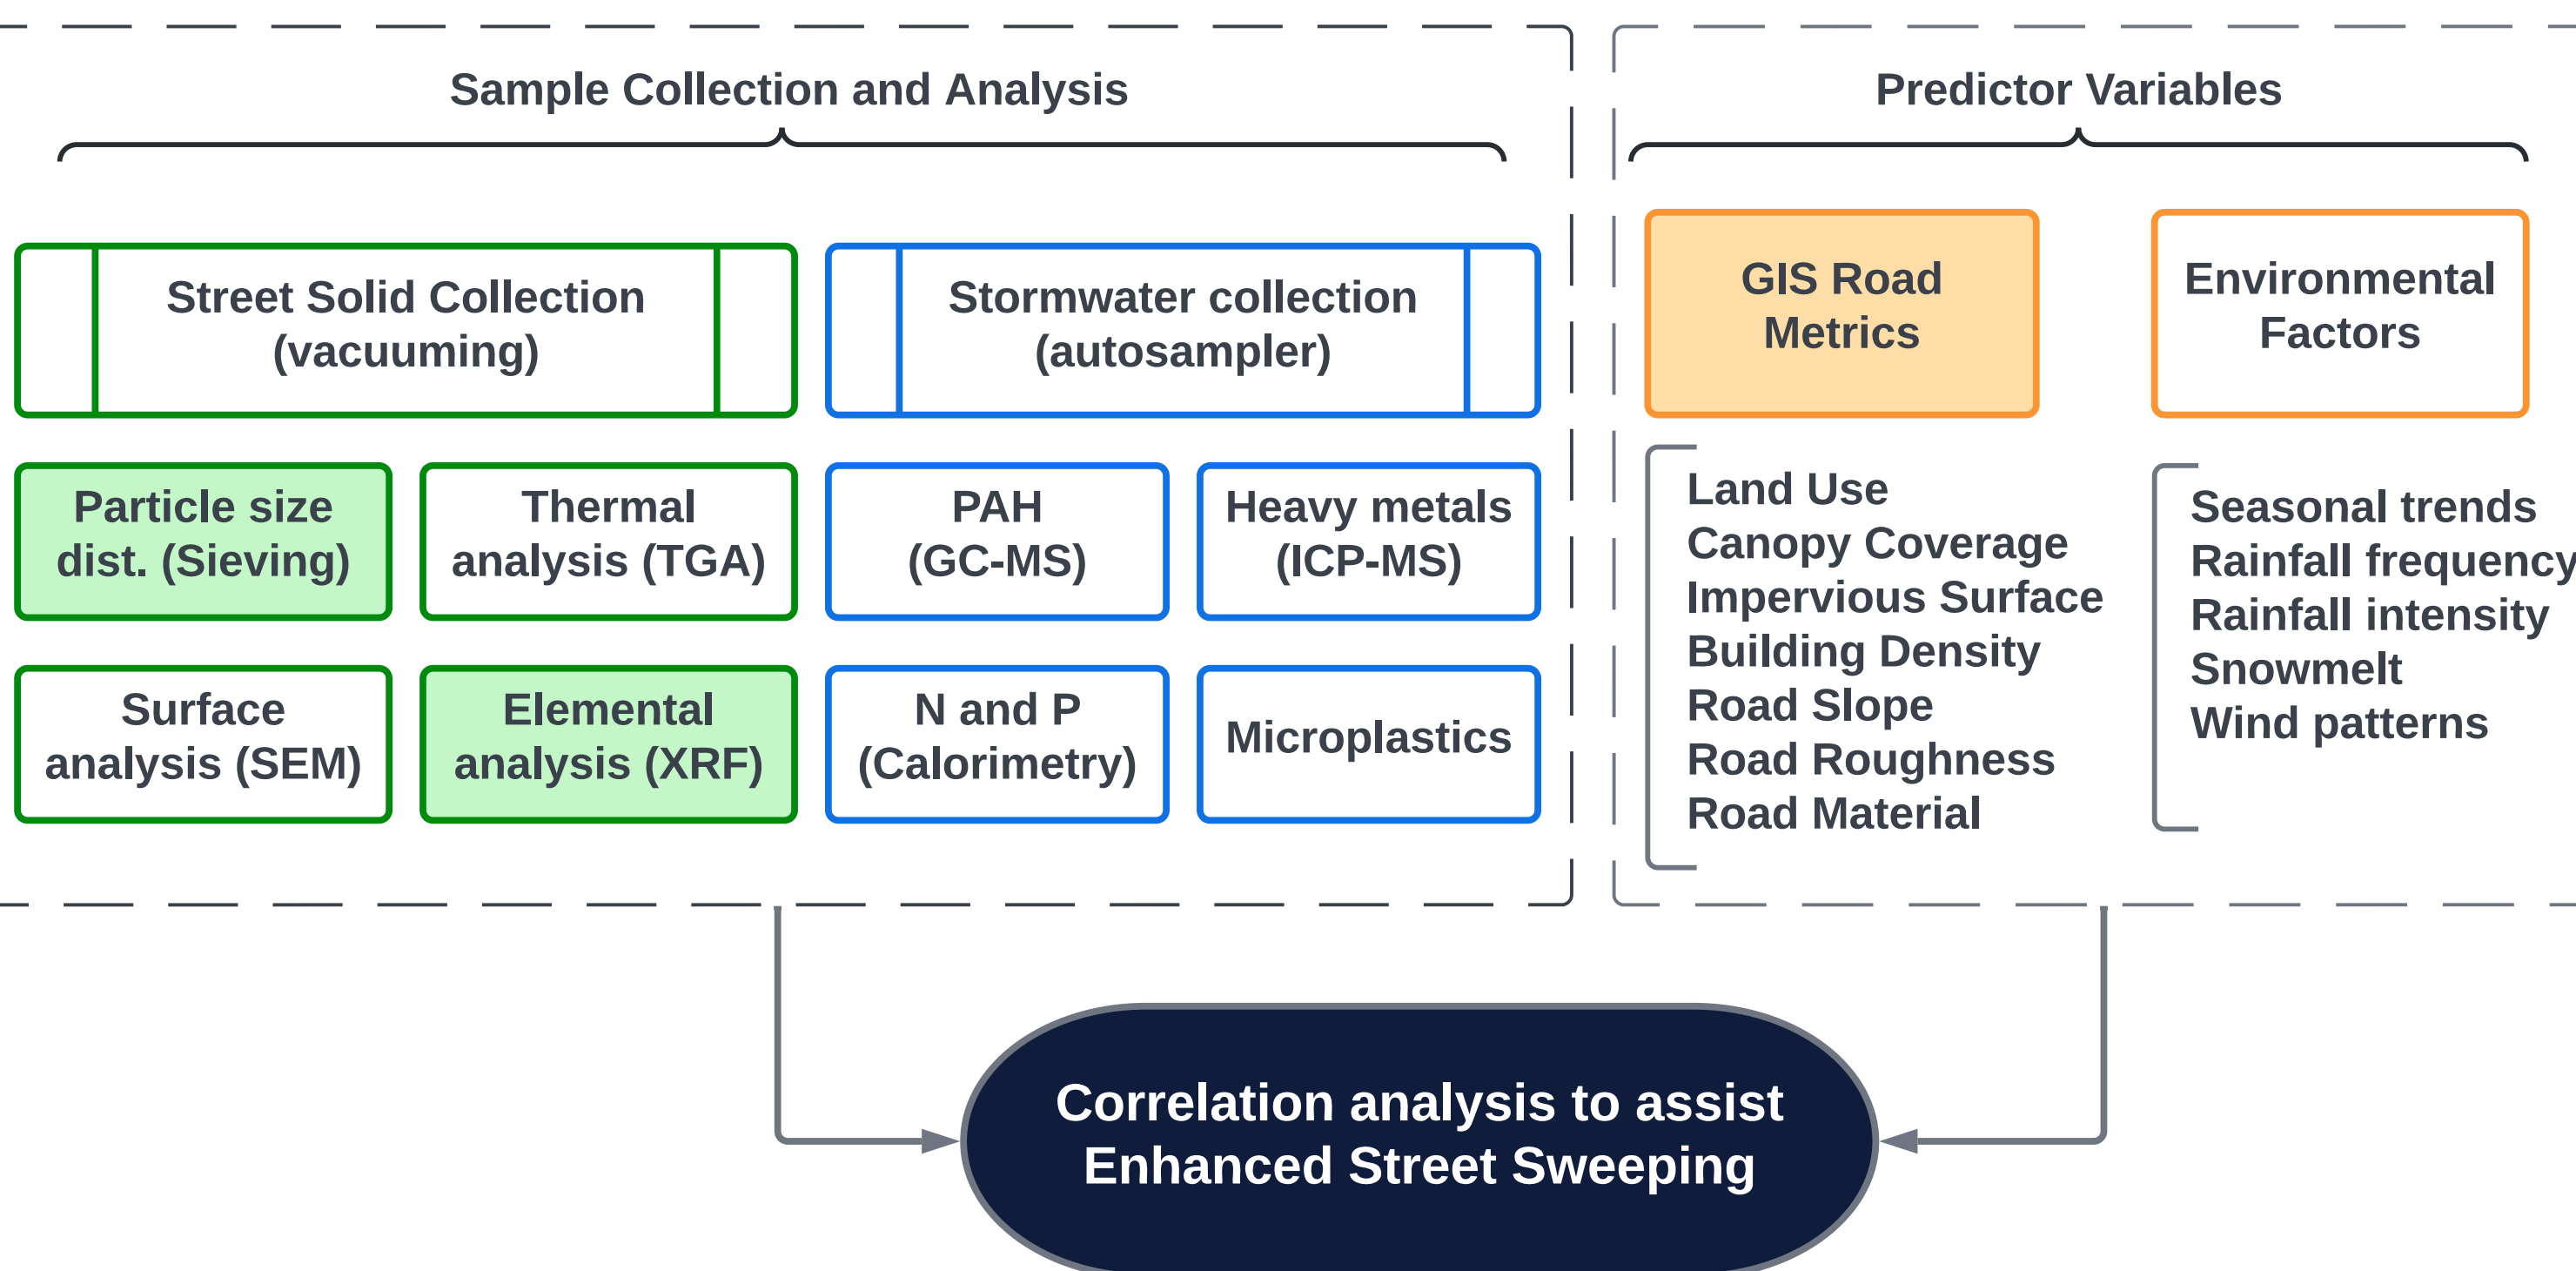 Sample Collection and Analysis
Predictor Variables
Street Solid Collection
(vacuuming)
Stormwater collection
(autosampler)
GIS Road
Metrics
Environmental
Factors
Particle size
dist. (Sieving)
Thermal
analysis (TGA)
PAH
(GC-MS)
Heavy metals
(ICP-MS)
Surface
analysis (SEM)
Elemental
analysis (XRF)
N and P
(Calorimetry)
Microplastics
Land Use
Canopy Coverage
Impervious Surface
Building Density
Road Slope
Road Roughness
Road Material
Seasonal trends
Rainfall frequency
Rainfall intensity
Snowmelt
Wind patterns
Correlation analysis to assist
Enhanced Street Sweeping